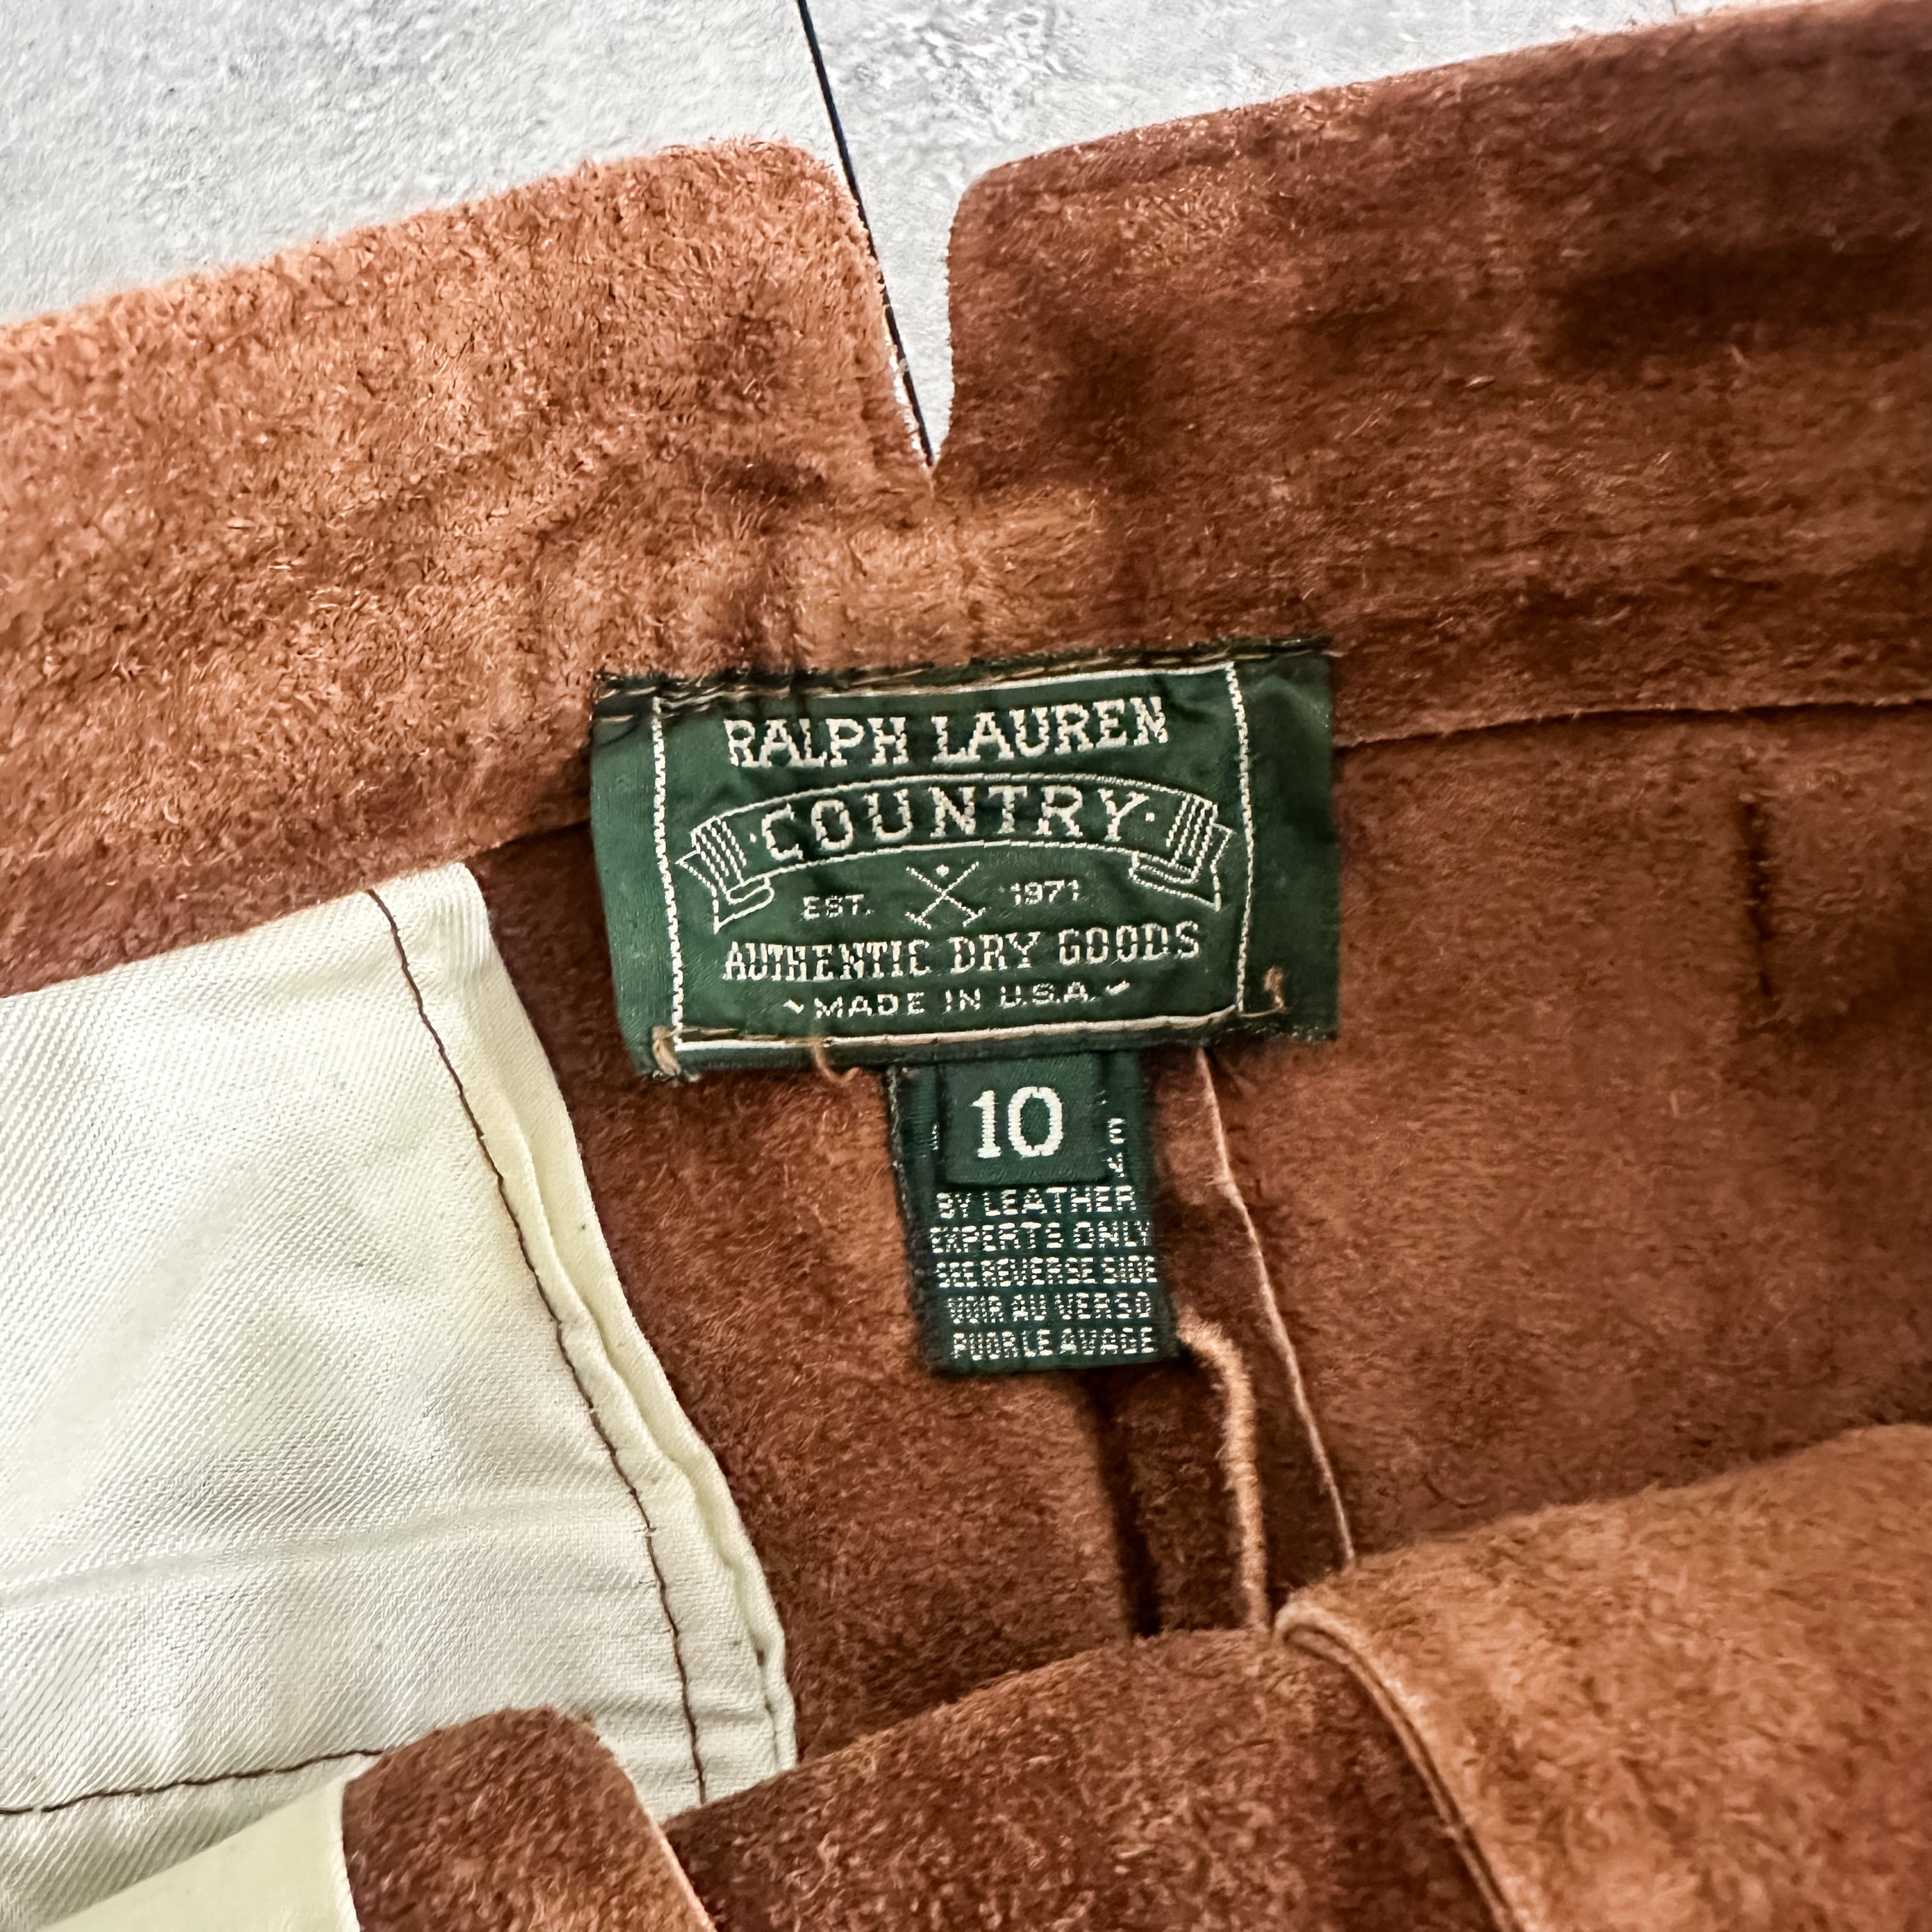 RALPH LAUREN
·COUNTRY·
EST. 1971
AUTHENTIC DRY GOODS
~MADE IN U.S.A.~
10
BY LEATHER
EXPERTS ONLY
SEE REVERSE SIDE
VOIR AU VERSO
POUR LE AVAGE